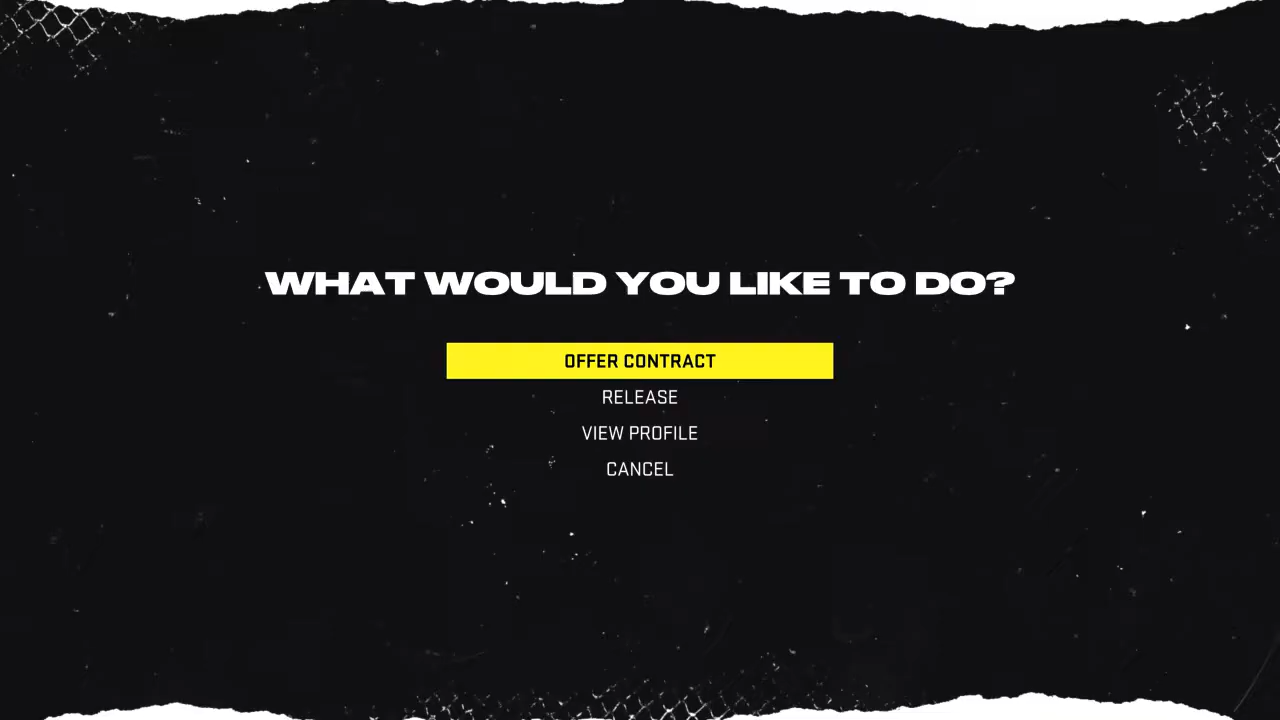 WHAT WOULD YOU LIKE TO DO?
OFFER CONTRACT
RELEASE
VIEW PROFILE
CANCEL